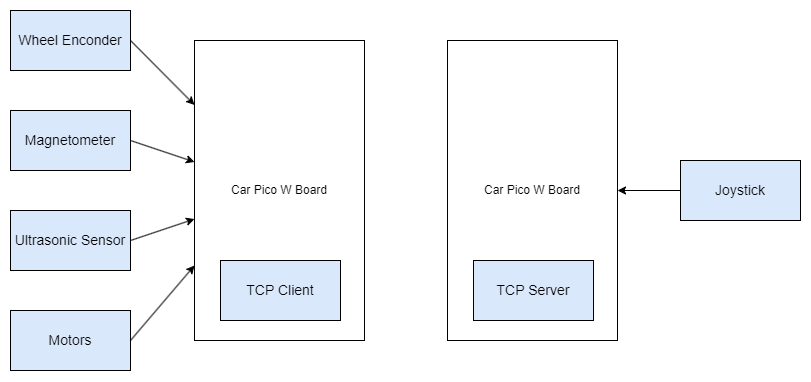 Wheel Enconder
Magnetometer
Ultrasonic Sensor
Motors
Car Pico W Board
TCP Client
Car Pico W Board
TCP Server
Joystick